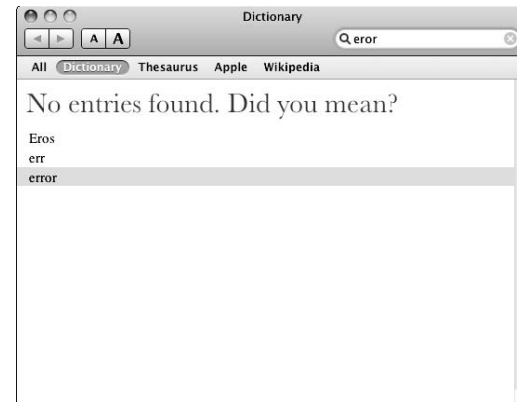 Dictionary
A A
eror
All Dictionary Thesaurus Apple Wikipedia
No entries found. Did you mean?
Eros
err
error